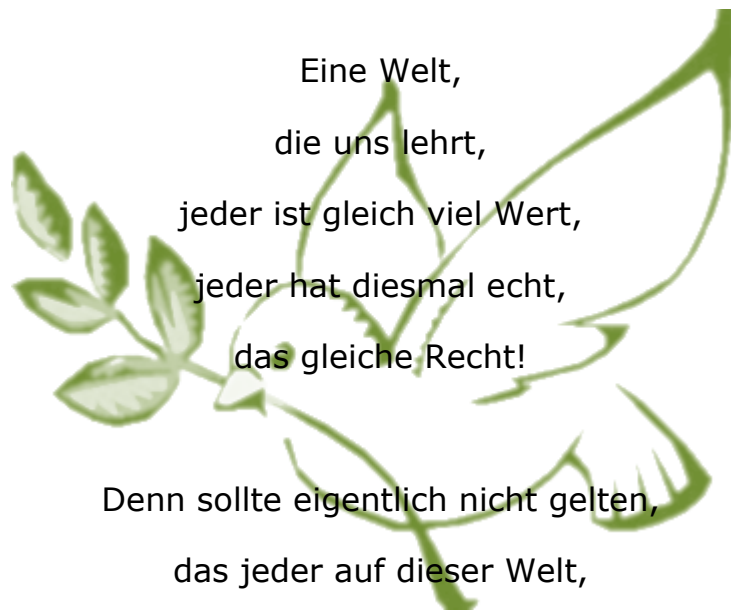 Eine Welt,
die uns lehrt,
jeder ist gleich viel Wert,
jeder hat diesmal echt,
das gleiche Recht!
Denn sollte eigentlich nicht gelten,
das jeder auf dieser Welt,